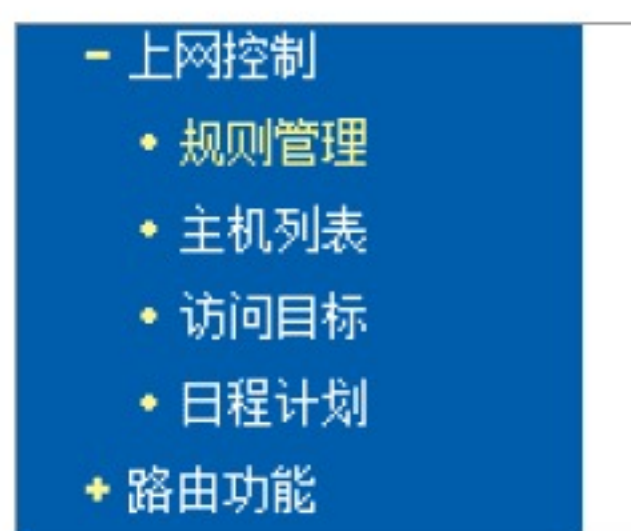 上网控制
规则管理
主机列表
访问目标
日程计划
路由功能